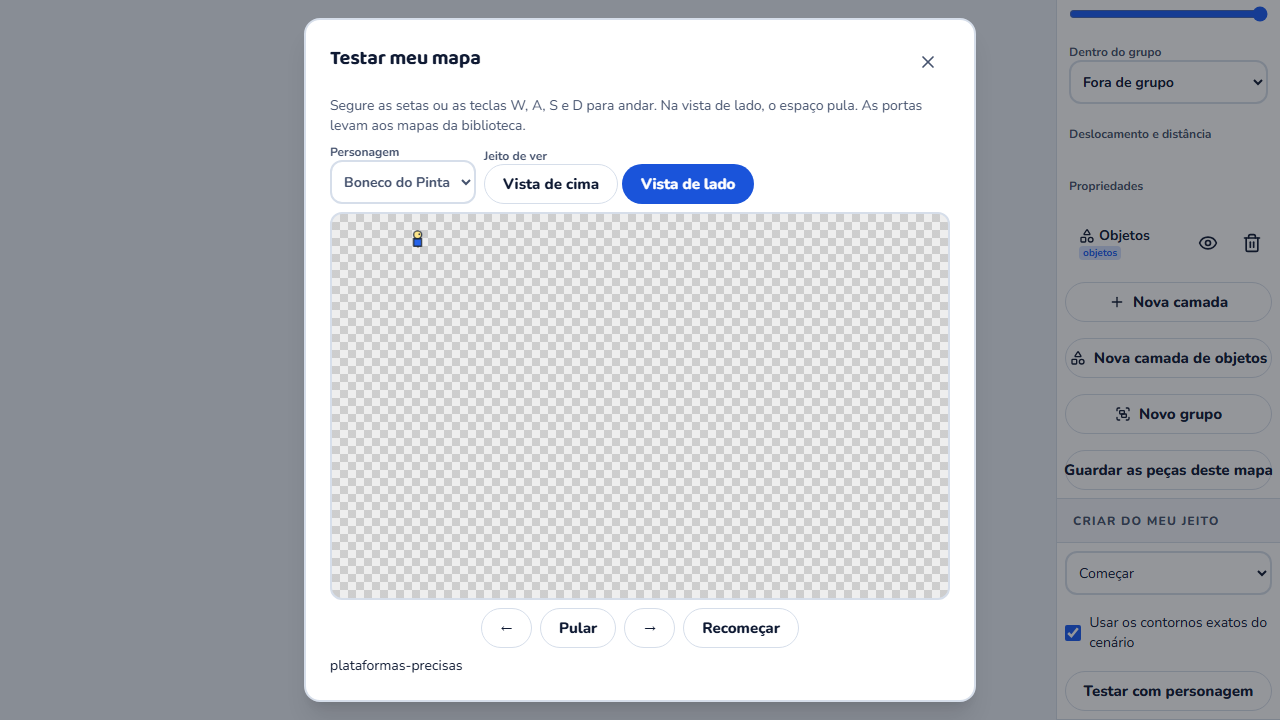 Testar meu mapa
Segure as setas ou as teclas W, A, S e D para andar. Na vista de lado, o espaço pula. As portas
levam aos mapas da biblioteca.
Personagem
Boneco do Pinta
Jeito de ver
Vista de cima
Vista de lado
←
Pular
→
Recomeçar
plataformas-precisas
Dentro do grupo
Fora de grupo
Deslocamento e distância
Propriedades
Objetos
objetos
Nova camada
Nova camada de objetos
Novo grupo
Guardar as peças deste mapa
CRIAR DO MEU JEITO
Começar
Usar os contornos exatos do
cenário
Testar com personagem